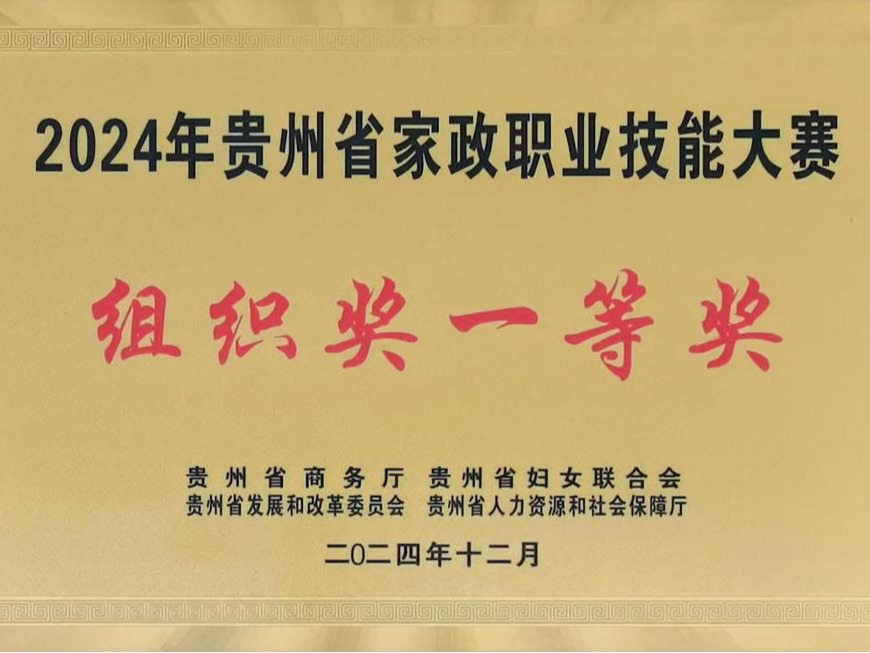 2024年贵州省家政职业技能大赛
组织奖一等奖
贵州省商务厅 贵州省妇女联合会
贵州省发展和改革委员会 贵州省人力资源和社会保障厅
二〇二四年十二月